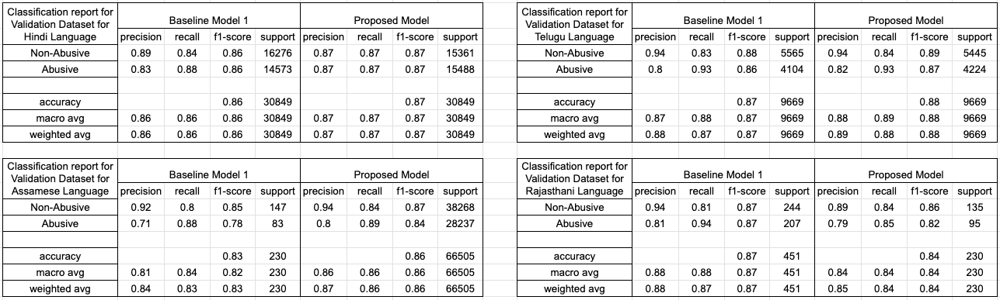 Classification report for
Validation Dataset for
Hindi Language
Baseline Model 1
Proposed Model
precision recall f1-score support precision recall f1-score support
Non-Abusive 0.89 0.84 0.86 16276 0.87 0.87 0.87 15361
Abusive 0.83 0.88 0.86 14573 0.87 0.87 0.87 15488
accuracy 0.86 30849 0.87 30849
macro avg 0.86 0.86 0.86 30849 0.87 0.87 0.87 30849
weighted avg 0.86 0.86 0.86 30849 0.87 0.87 0.87 30849
Classification report for
Validation Dataset for
Telugu Language
Baseline Model 1
Proposed Model
precision recall f1-score support precision recall f1-score support
Non-Abusive 0.94 0.83 0.88 5565 0.94 0.84 0.89 5445
Abusive 0.8 0.93 0.86 4104 0.82 0.93 0.87 4224
accuracy 0.87 9669 0.88 9669
macro avg 0.87 0.88 0.87 9669 0.88 0.89 0.88 9669
weighted avg 0.88 0.87 0.87 9669 0.89 0.88 0.88 9669
Classification report for
Validation Dataset for
Assamese Language
Baseline Model 1
Proposed Model
precision recall f1-score support precision recall f1-score support
Non-Abusive 0.92 0.8 0.85 147 0.94 0.84 0.87 38268
Abusive 0.71 0.88 0.78 83 0.8 0.89 0.84 28237
accuracy 0.83 230 0.86 66505
macro avg 0.81 0.84 0.82 230 0.86 0.86 0.86 66505
weighted avg 0.84 0.83 0.83 230 0.87 0.86 0.86 66505
Classification report for
Validation Dataset for
Rajasthani Language
Baseline Model 1
Proposed Model
precision recall f1-score support precision recall f1-score support
Non-Abusive 0.94 0.81 0.87 244 0.89 0.84 0.86 135
Abusive 0.81 0.94 0.87 207 0.79 0.85 0.82 95
accuracy 0.87 451 0.84 230
macro avg 0.88 0.88 0.87 451 0.84 0.84 0.84 230
weighted avg 0.88 0.87 0.87 451 0.85 0.84 0.84 230